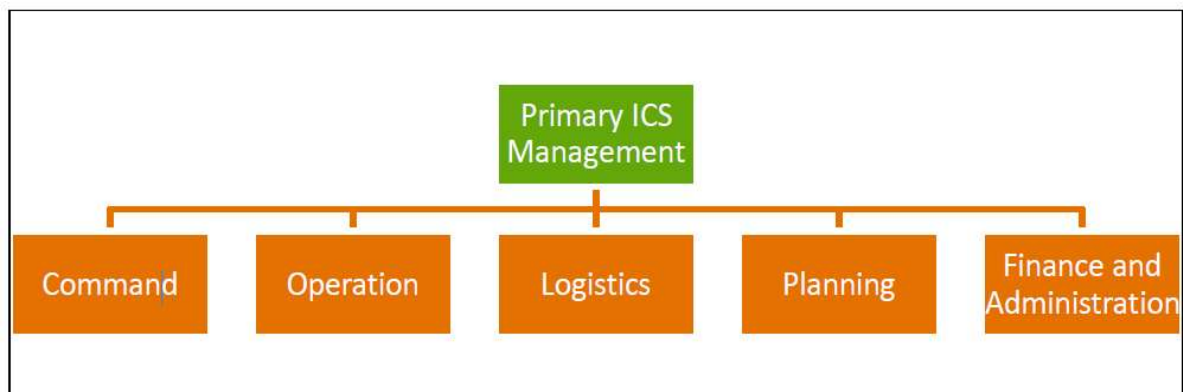 Primary ICS
Management
Command
Operation
Logistics
Planning
Finance and
Administration